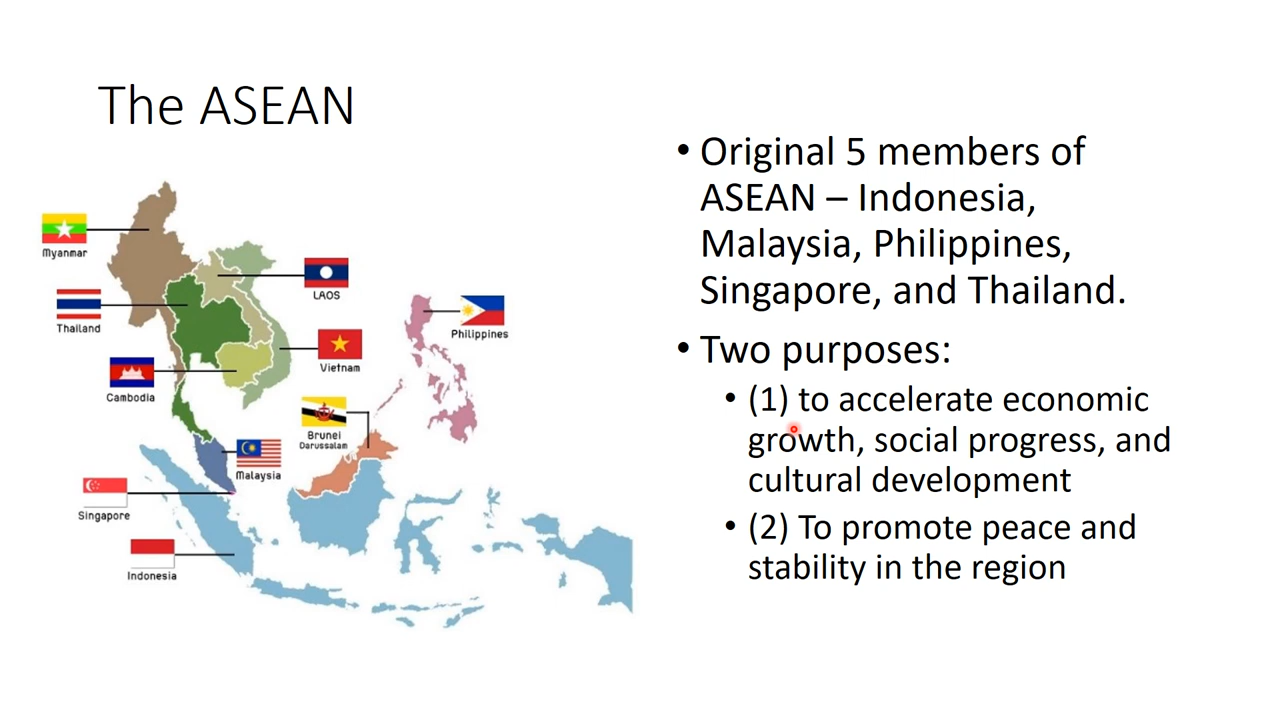 The ASEAN
Myanmar
LAOS
Thailand
Philippines
Vietnam
Cambodia
Brunei
Darussalam
Malaysia
Singapore
Indonesia
• Original 5 members of
ASEAN – Indonesia,
Malaysia, Philippines,
Singapore, and Thailand.
• Two purposes:
• (1) to accelerate economic
growth, social progress, and
cultural development
• (2) To promote peace and
stability in the region